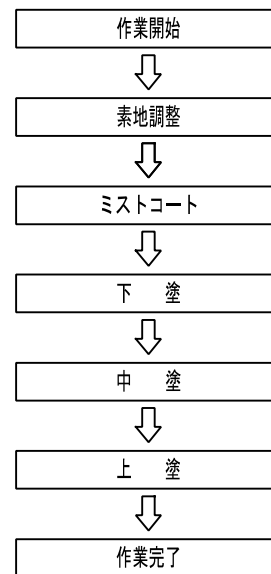 作業開始
素地調整
ミストコート
下　塗
中　塗
上　塗
作業完了